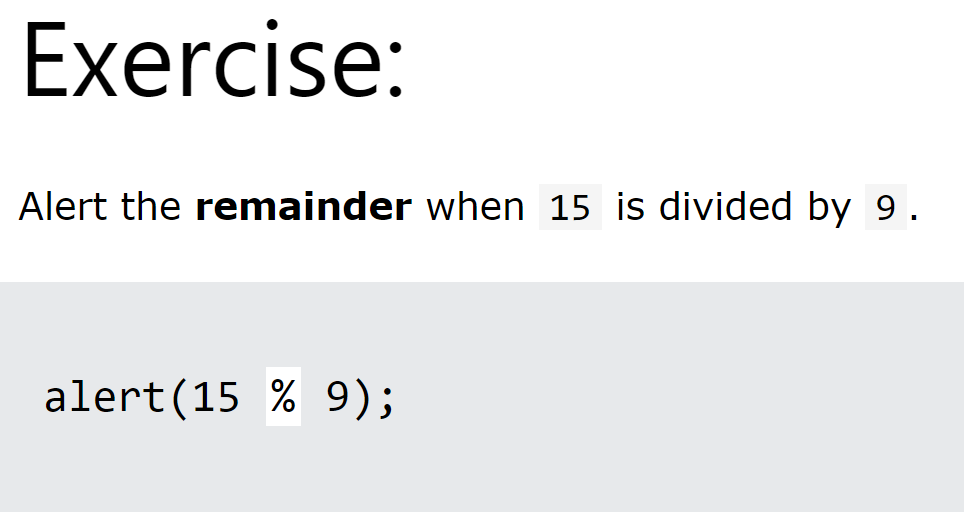 Exercise:
Alert the remainder when 15 is divided by 9.
alert(15 % 9);